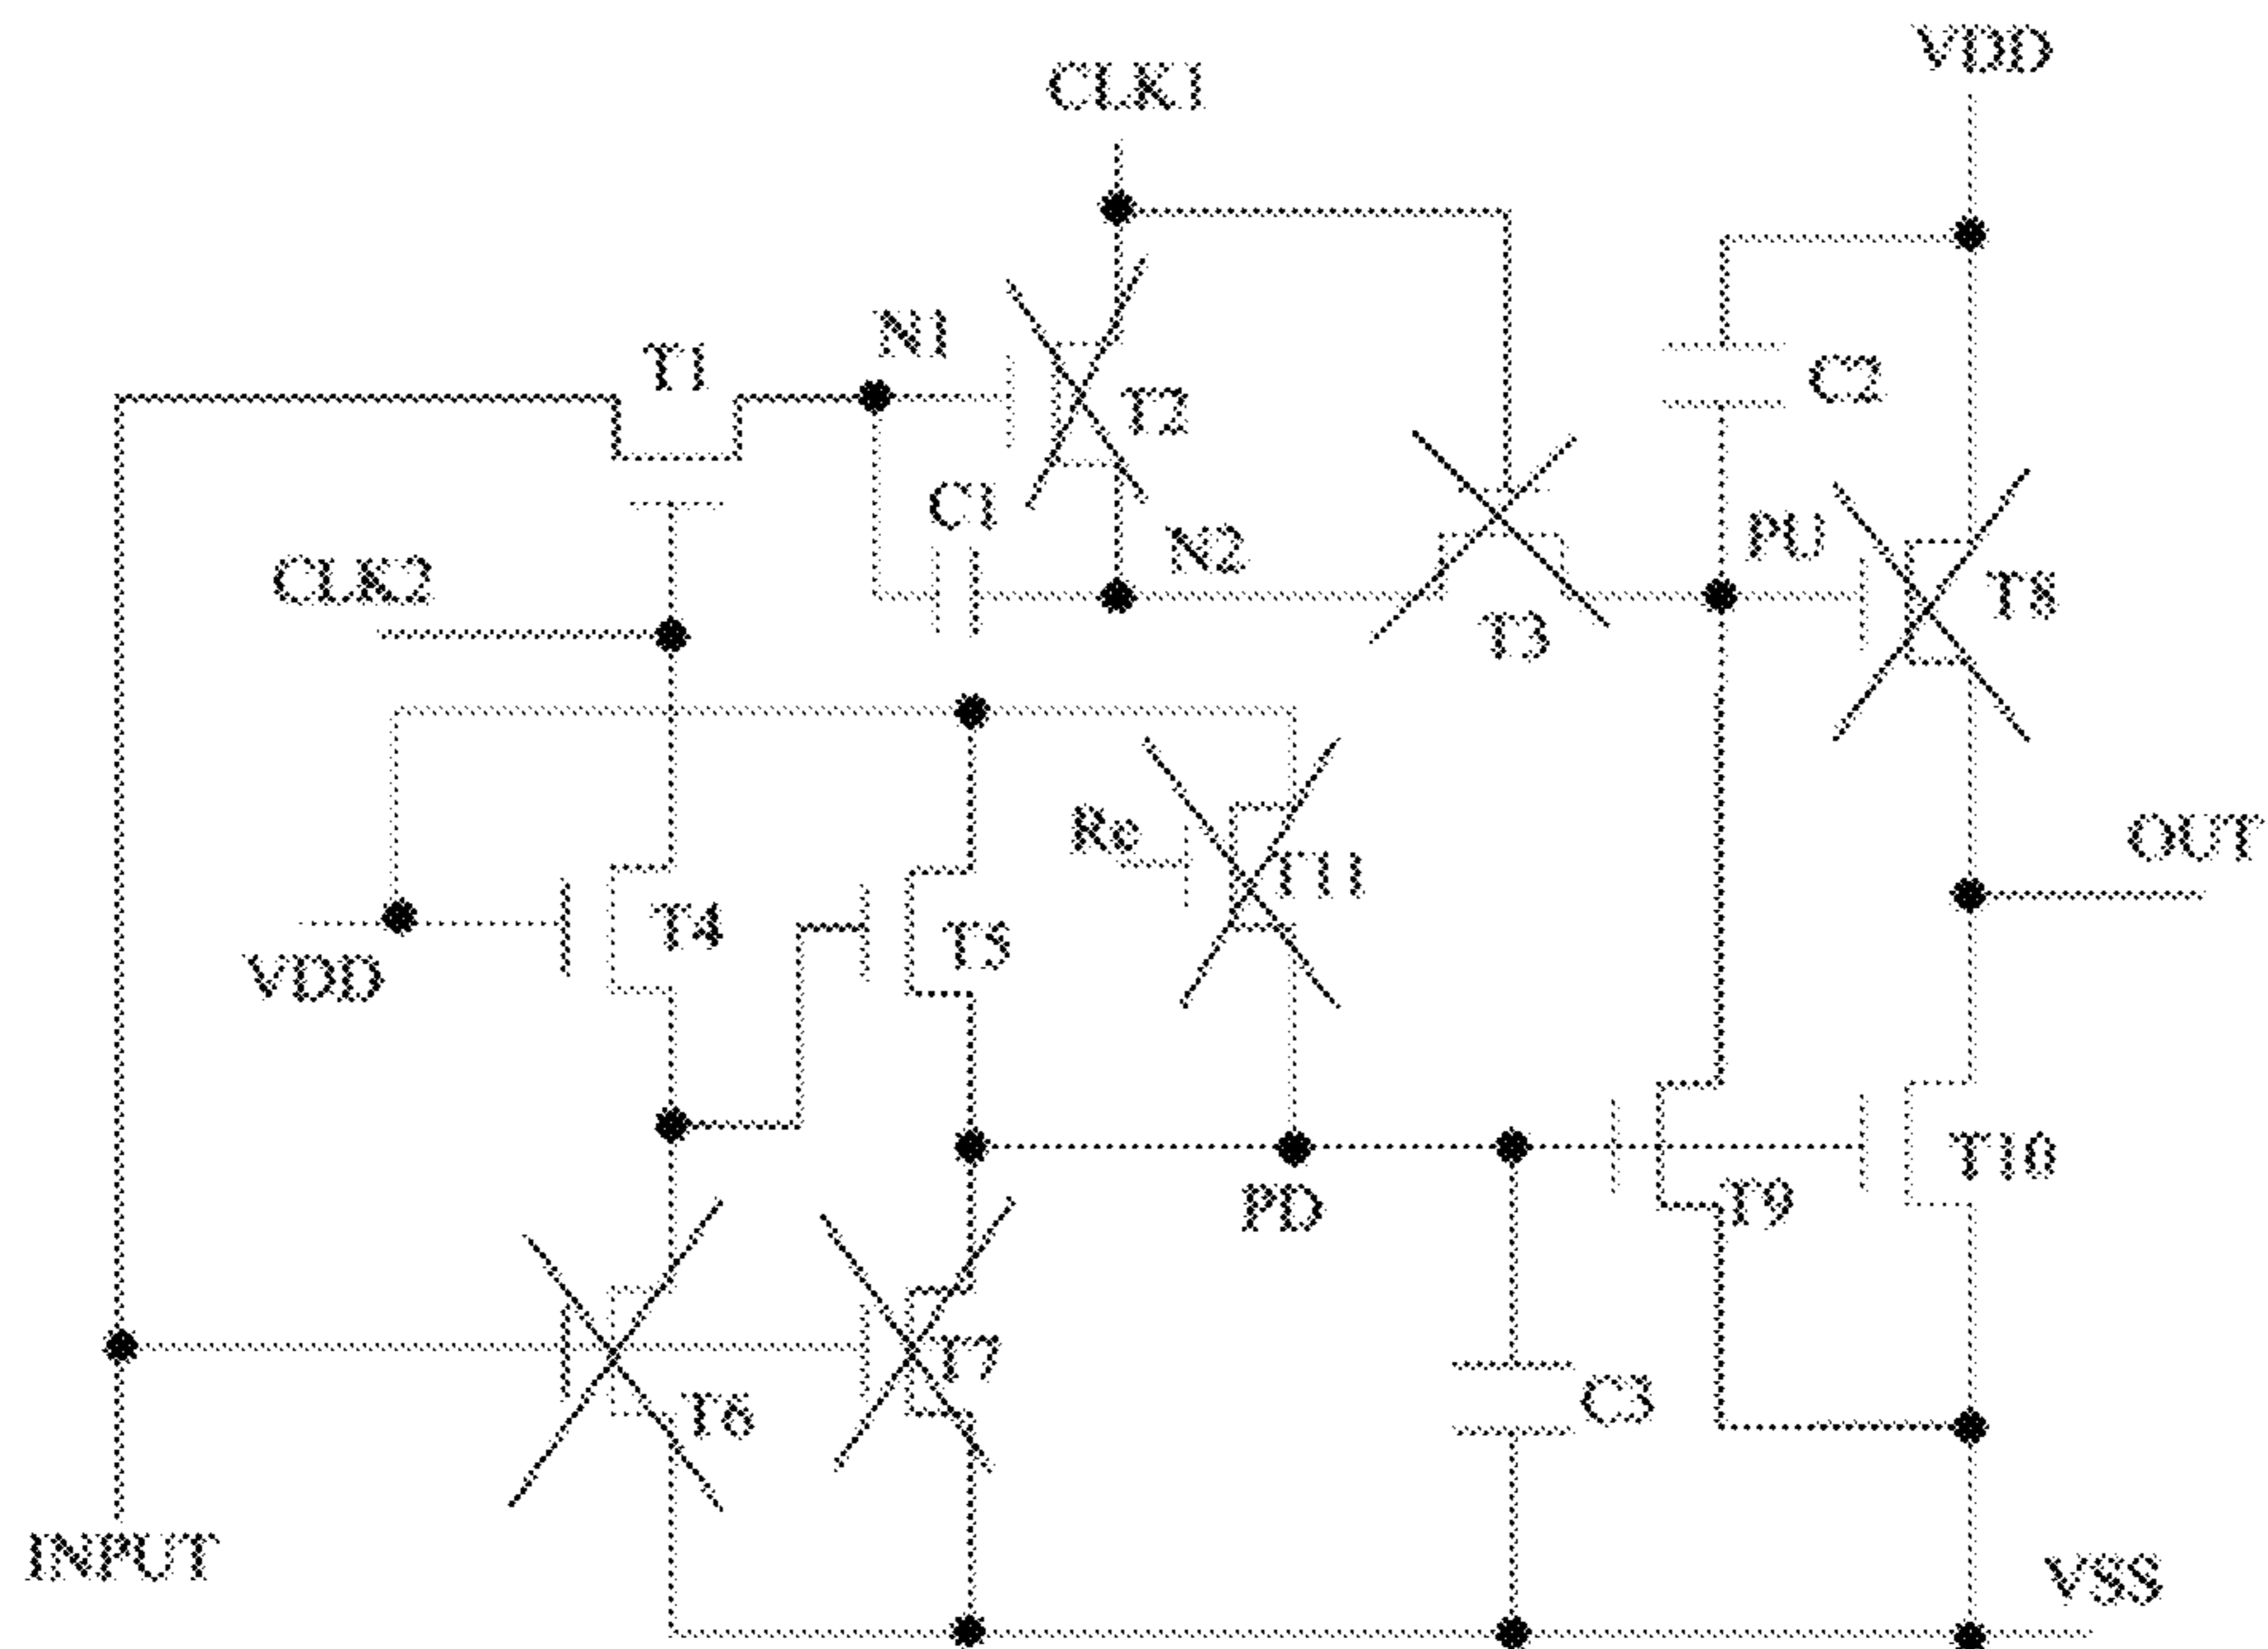 VDD
CLK1
N1
T1
C2
T2
C1
PU
N2
CLK2
T8
T3
Re
OUT
T11
T4
T5
VDD
T10
PD
T9
T7
C3
T6
INPUT
VSS